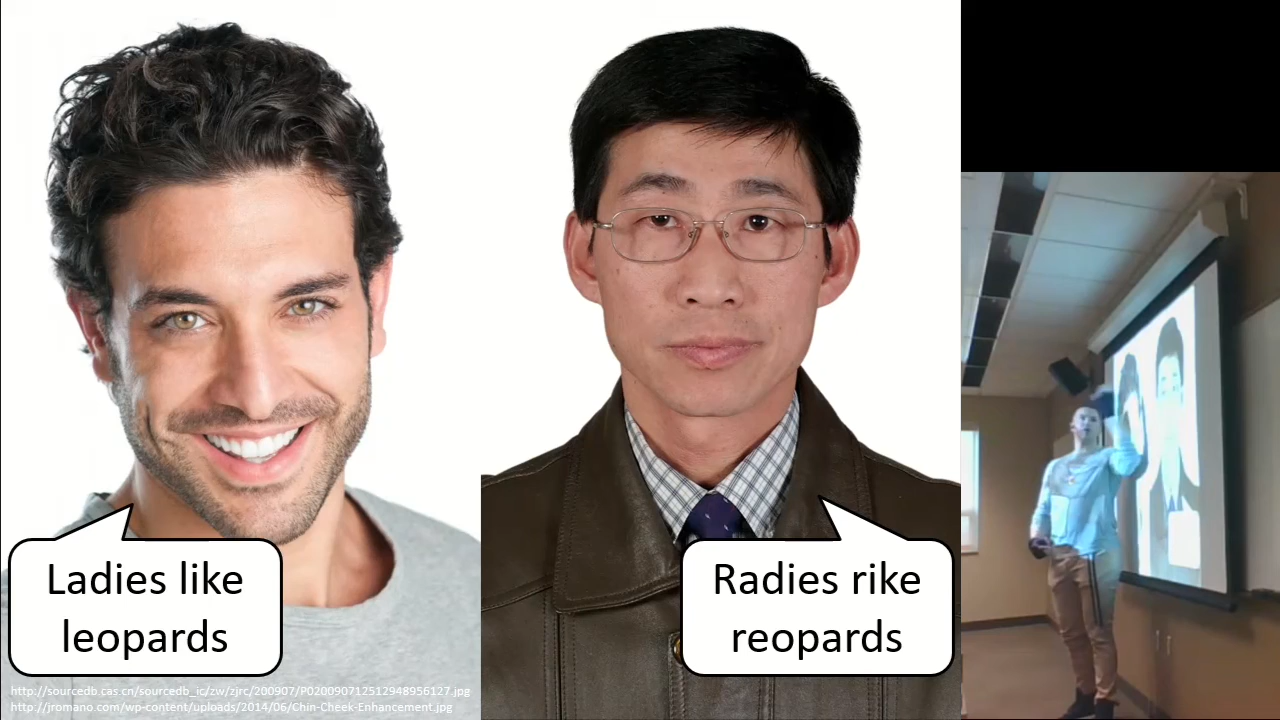 Ladies like
leopards
Radies rike
reopards
http://sourcedb.cas.cn/sourcedb_ic/zw/zjrc/200907/P020090712512948956127.jpg
http://jromano.com/wp-content/uploads/2014/06/Chin-Cheek-Enhancement.jpg